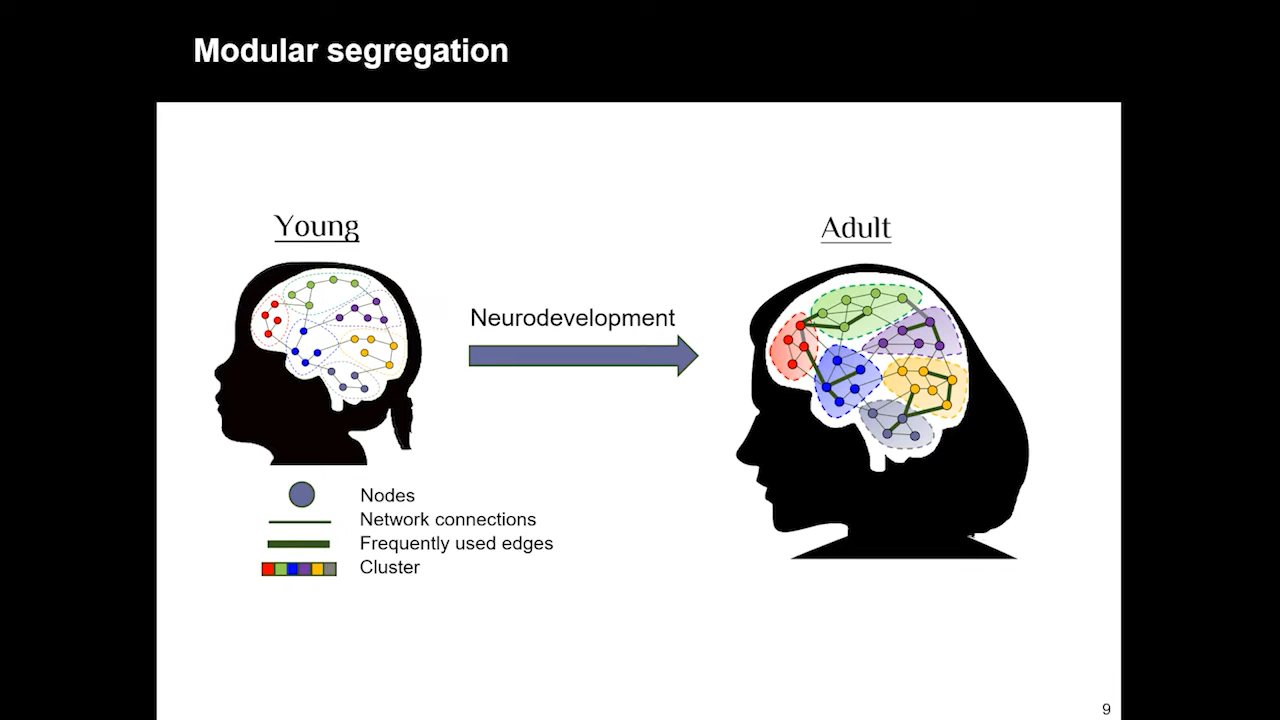 Modular segregation
Young
Adult
Neurodevelopment
Nodes
Network connections
Frequently used edges
Cluster
9